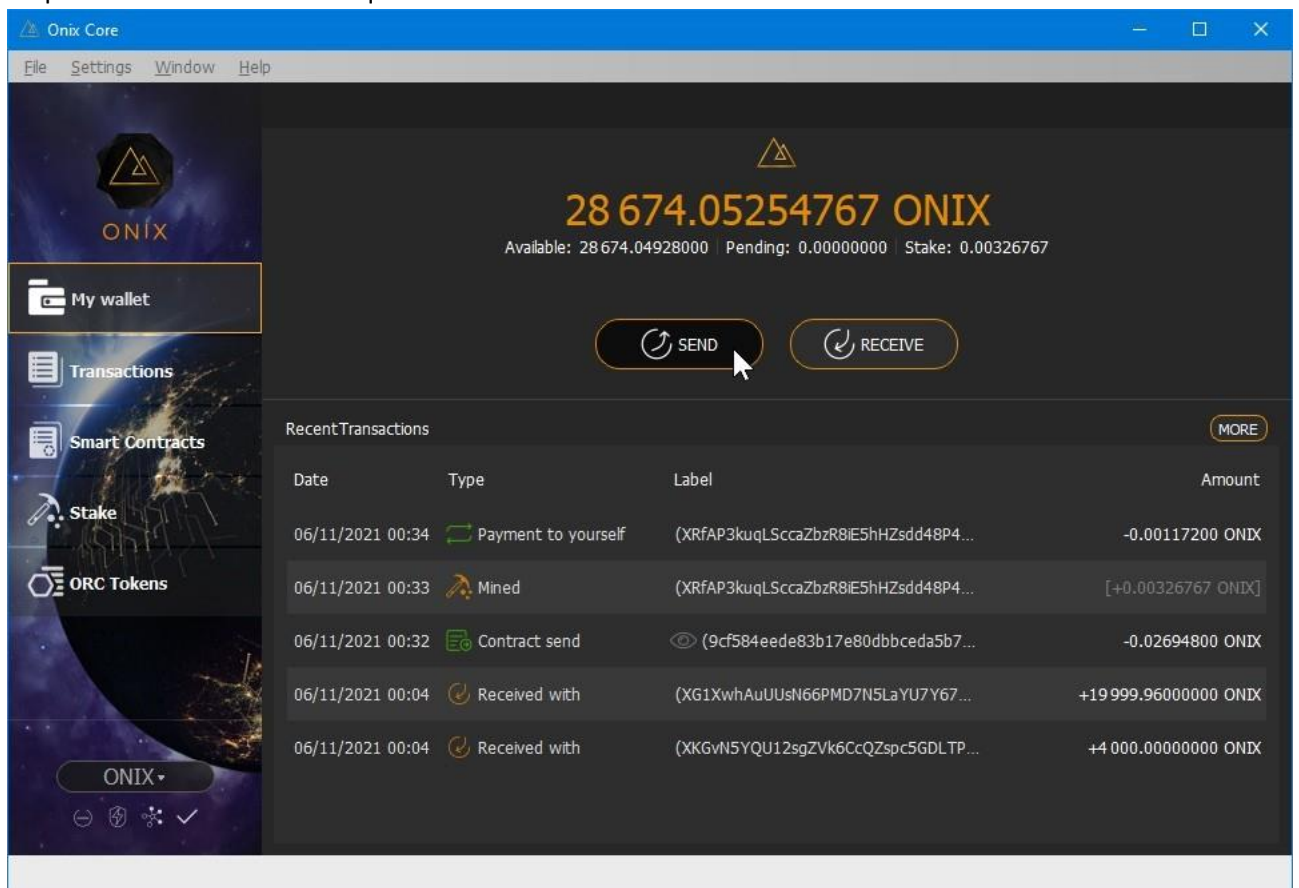 Onix Core
File Settings Window Help
ONIX
28 674.05254767 ONIX
Available: 28 674.04928000 Pending: 0.00000000 Stake: 0.00326767
My wallet
SEND RECEIVE
Transactions
Smart Contracts
Stake
ORC Tokens
Recent Transactions MORE
Date Type Label Amount
06/11/2021 00:34 Payment to yourself (XRfAP3kuqLSccaZbzR8iE5hHZsdd48P4... -0.00117200 ONIX
06/11/2021 00:33 Mined (XRfAP3kuqLSccaZbzR8iE5hHZsdd48P4... [+0.00326767 ONIX]
06/11/2021 00:32 Contract send (9cf584eede83b17e80dbbceda5b7... -0.02694800 ONIX
06/11/2021 00:04 Received with (XG1XwhAuUUsN66PMD7N5LaYU7Y67... +19 999.96000000 ONIX
06/11/2021 00:04 Received with (XKGvN5YQU12sgZVk6CcQZspc5GDLTP... +4 000.00000000 ONIX
ONIX